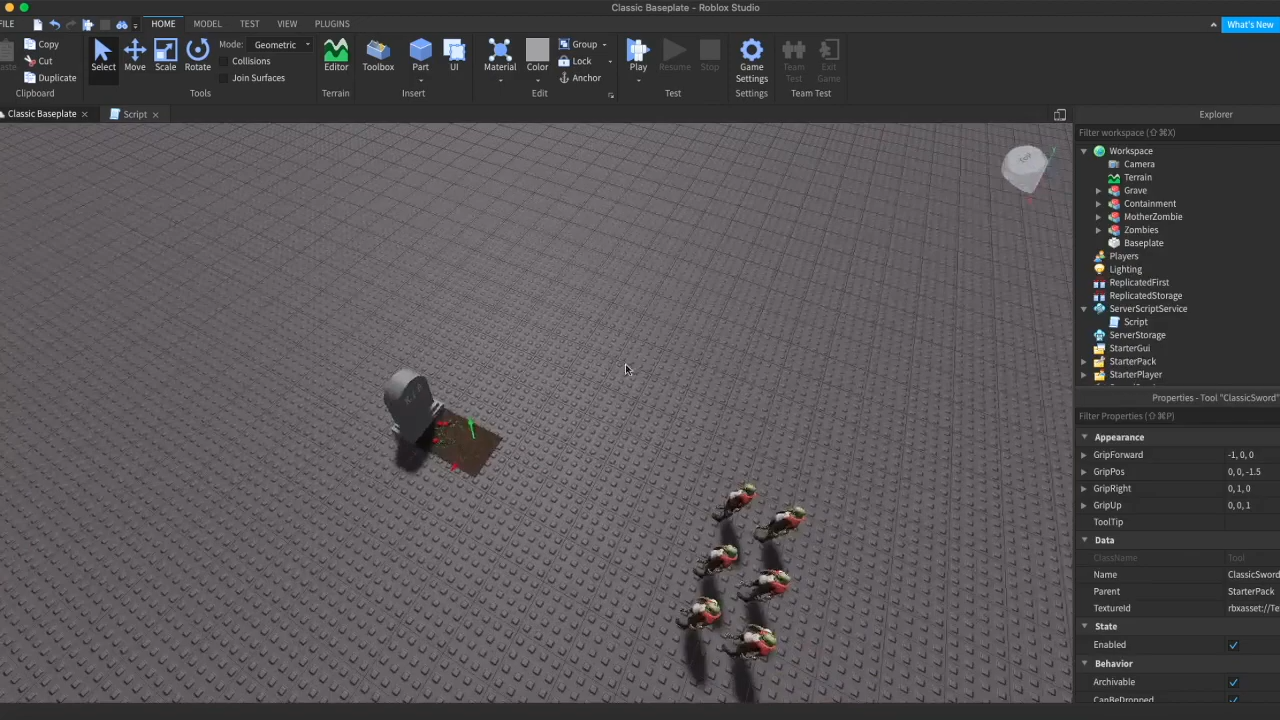 Classic Baseplate - Roblox Studio
FILE HOME MODEL TEST VIEW PLUGINS What's New
Copy Mode: Geometric Group
Cut Collisions Lock
Duplicate Join Surfaces Anchor
Select Move Scale Rotate Editor Toolbox Part UI Material Color Play Resume Stop Game Settings Team Test Exit Game
Clipboard Tools Terrain Insert Edit Test Settings Team Test
Classic Baseplate Script Explorer
Filter workspace (⇧⌘X)
Workspace
Camera
Terrain
Grave
Containment
MotherZombie
Zombies
Baseplate
Players
Lighting
ReplicatedFirst
ReplicatedStorage
ServerScriptService
Script
ServerStorage
StarterGui
StarterPack
StarterPlayer
Properties - Tool "ClassicSword"
Filter Properties (⇧⌘P)
Appearance
GripForward -1, 0, 0
GripPos 0, 0, -1.5
GripRight 0, 1, 0
GripUp 0, 0, 1
ToolTip
Data
ClassName Tool
Name ClassicSword
Parent StarterPack
TextureId rbxasset://Te
State
Enabled
Behavior
Archivable
CanBeDropped